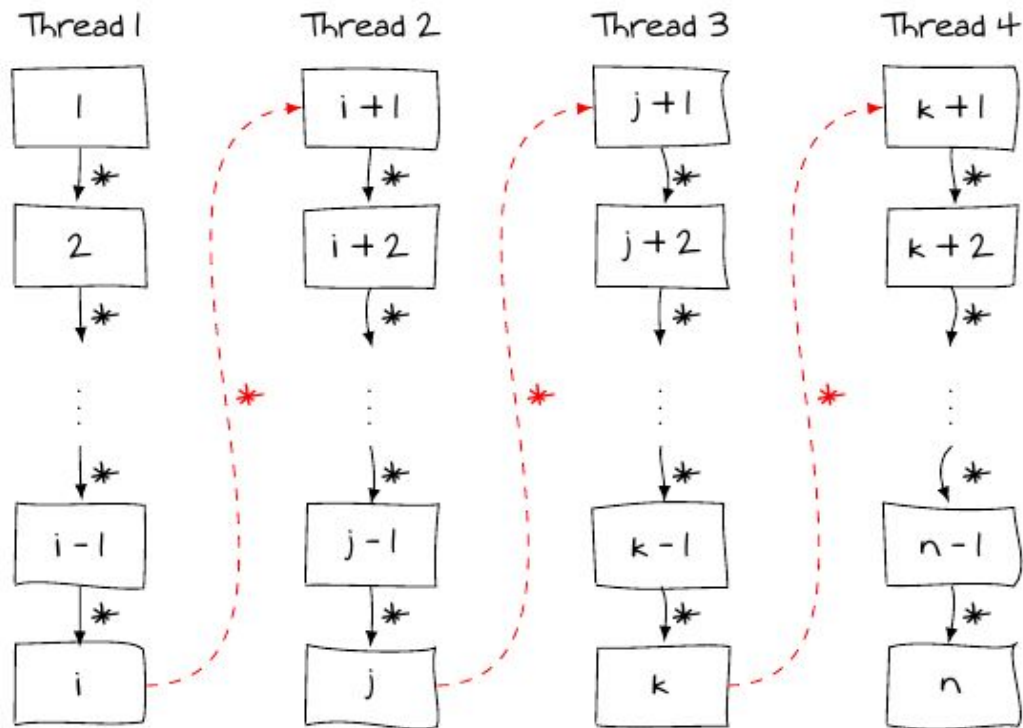 Thread 1 Thread 2 Thread 3 Thread 4
1 i + 1 j + 1 k + 1
* * * *
2 i + 2 j + 2 k + 2
* * * *
* * *
* * * *
i - 1 j - 1 k - 1 n - 1
* * * *
i j k n